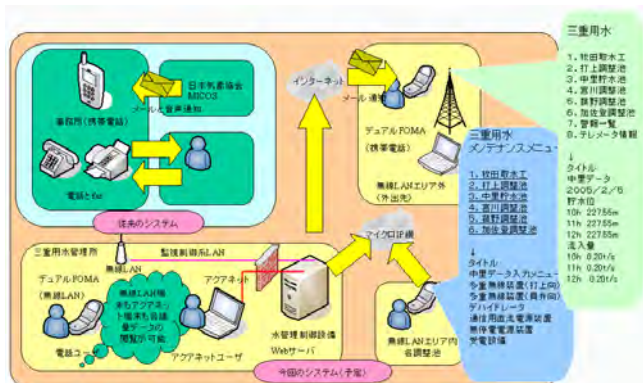 日本気象協会
MICOS
メールと音声通知
事務所(携帯電話)
電話とfax
従来のシステム
インターネット
メール通知
デュアルFOMA
(携帯電話)
無線LANエリア外
(外出先)
三重用水管理所
無線LAN
監視制御系LAN
デュアルFOMA
(無線LAN)
アクアネット
無線LAN端
末もアクアネッ
ト端末も各諸
量データの
閲覧が可能
電話ユーザ
アクアネットユーザ
水管理制御設備
Webサーバ
マイクロIP網
無線LANエリア内
各調整池
今回のシステム(予定)
三重用水
メンテナンスメニュー
1. 牧田取水工
2. 打上調整池
3. 中里貯水池
4. 宮川調整池
5. 菰野調整池
6. 加佐登調整池
↓
タイトル
中里データ入力メニュー
多重無線装置(打上向)
多重無線装置(員弁向)
デハイドレータ
通信用直流電源装置
無停電電源装置
受電設備
三重用水
1. 牧田取水工
2. 打上調整池
3. 中里貯水池
4. 宮川調整池
5. 菰野調整池
6. 加佐登調整池
7. 警報一覧
8. テレメータ情報
↓
タイトル
中里データ
2005/2/5
貯水位
10h 227.55m
11h 227.55m
12h 227.55m
流入量
10h 0.20t/s
11h 0.20t/s
12h 0.20t/s